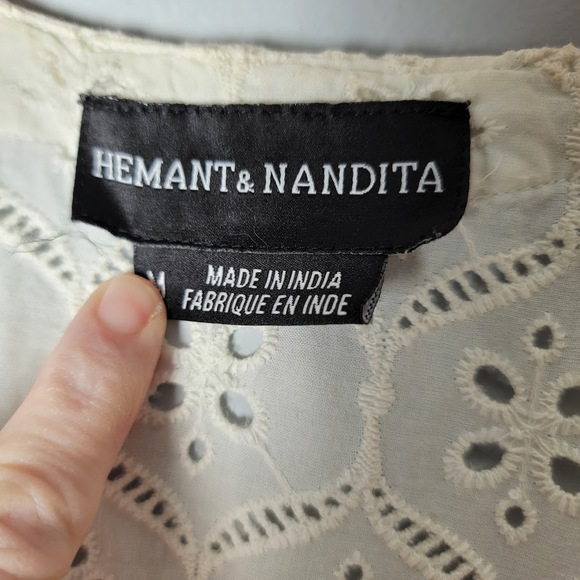 HEMANT & NANDITA
M MADE IN INDIA
FABRIQUE EN INDE